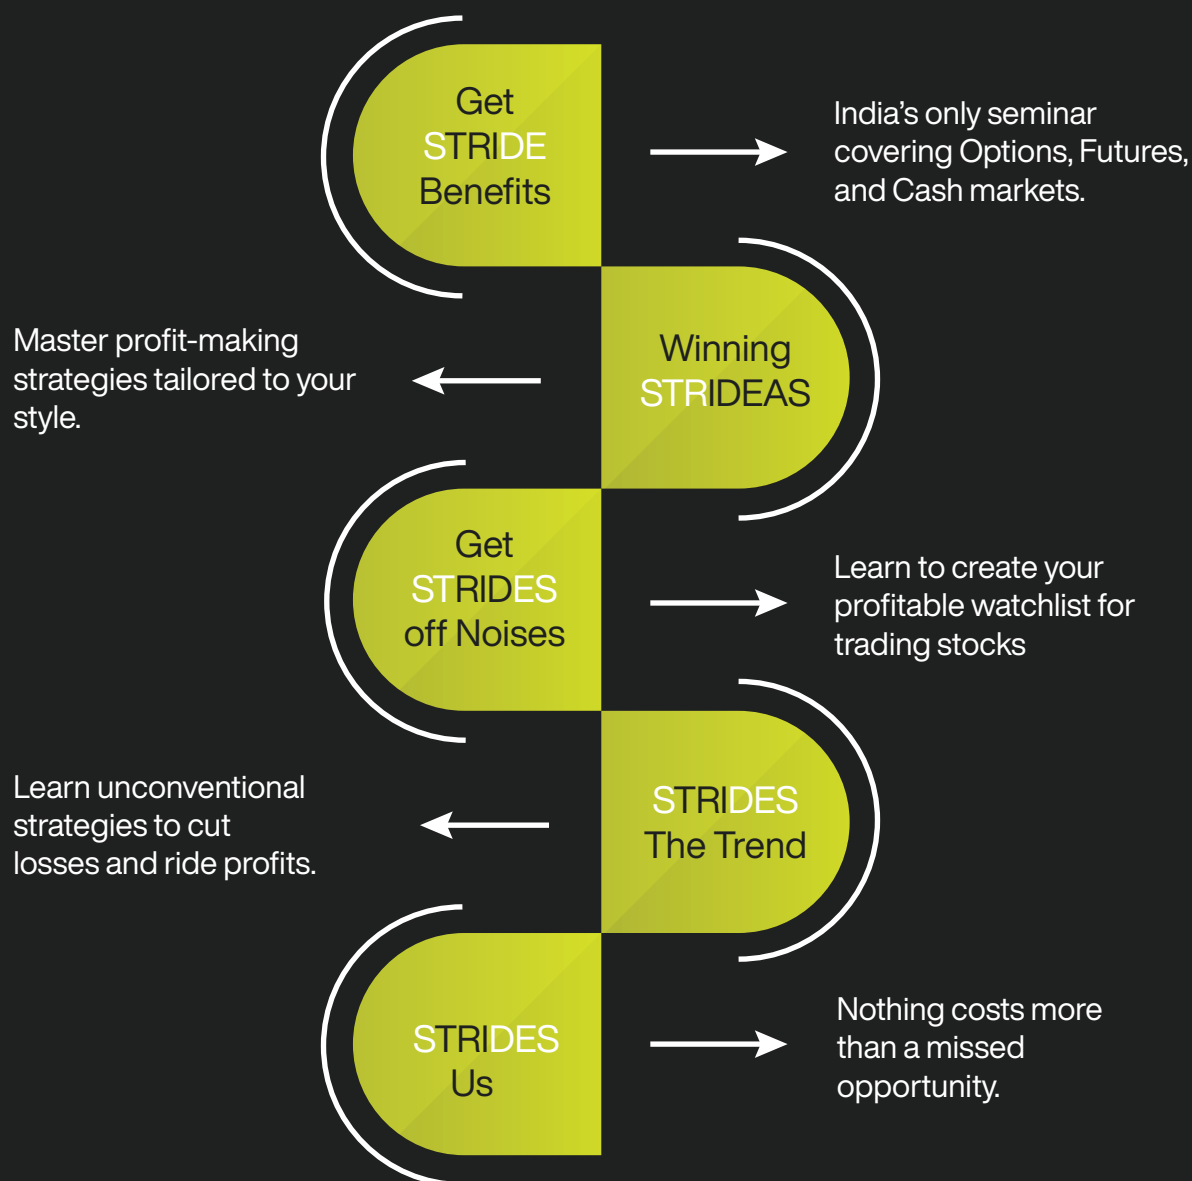 Get
STRIDE
Benefits
India’s only seminar
covering Options, Futures,
and Cash markets.
Winning
STRIDEAS
Master profit-making
strategies tailored to your
style.
Get
STRIDES
off Noises
Learn to create your
profitable watchlist for
trading stocks
STRIDES
The Trend
Learn unconventional
strategies to cut
losses and ride profits.
STRIDES
Us
Nothing costs more
than a missed
opportunity.